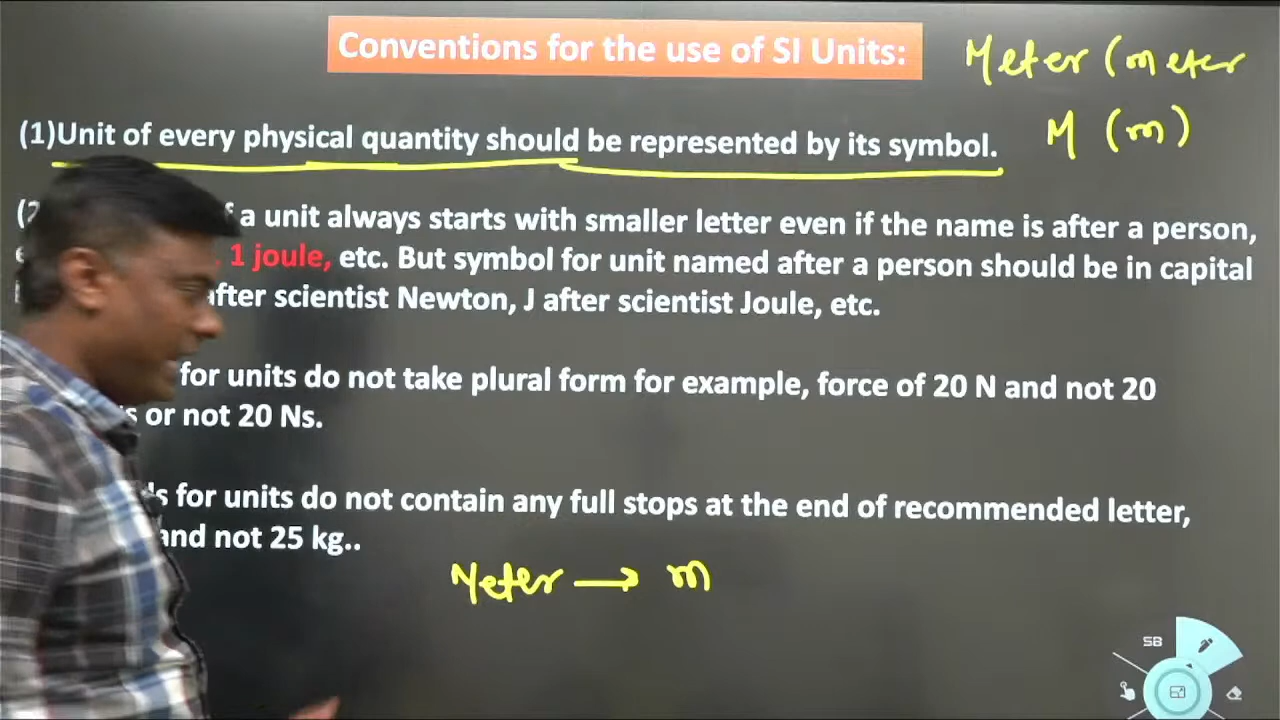 Conventions for the use of SI Units:
Meter (meter
M (m)
(1)Unit of every physical quantity should be represented by its symbol.
(2 a unit always starts with smaller letter even if the name is after a person,
1 joule, etc. But symbol for unit named after a person should be in capital
after scientist Newton, J after scientist Joule, etc.
for units do not take plural form for example, force of 20 N and not 20
or not 20 Ns.
for units do not contain any full stops at the end of recommended letter,
and not 25 kg..
Meter → m
SB